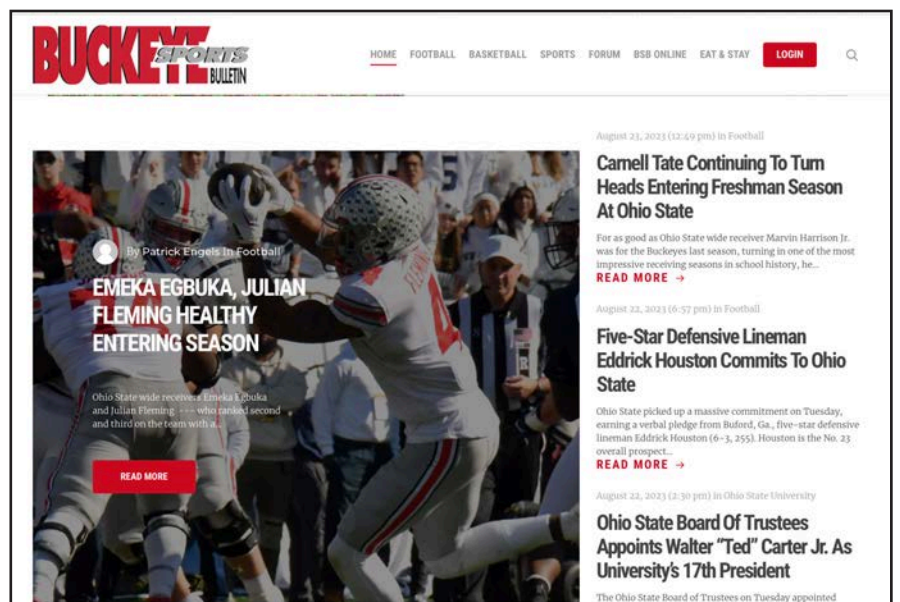 BUCKEYE
SPORTS
BULLETIN
HOME FOOTBALL BASKETBALL SPORTS FORUM BSB ONLINE EAT & STAY LOGIN
By Patrick Engels In Football
EMEKA EGBUKA, JULIAN
FLEMING HEALTHY
ENTERING SEASON
Ohio State wide receivers Emeka Egbuka
and Julian Fleming --- who ranked second
and third on the team with a...
READ MORE
FLEMING
4
74
R
August 23, 2023 (12:49 pm) in Football
Carnell Tate Continuing To Turn
Heads Entering Freshman Season
At Ohio State
For as good as Ohio State wide receiver Marvin Harrison Jr.
was for the Buckeyes last season, turning in one of the most
impressive receiving seasons in school history, he...
READ MORE →
August 22, 2023 (6:57 pm) in Football
Five-Star Defensive Lineman
Eddrick Houston Commits To Ohio
State
Ohio State picked up a massive commitment on Tuesday,
earning a verbal pledge from Buford, Ga., five-star defensive
lineman Eddrick Houston (6-3, 255). Houston is the No. 23
overall prospect...
READ MORE →
August 22, 2023 (2:30 pm) in Ohio State University
Ohio State Board Of Trustees
Appoints Walter “Ted” Carter Jr. As
University's 17th President
The Ohio State Board of Trustees on Tuesday appointed